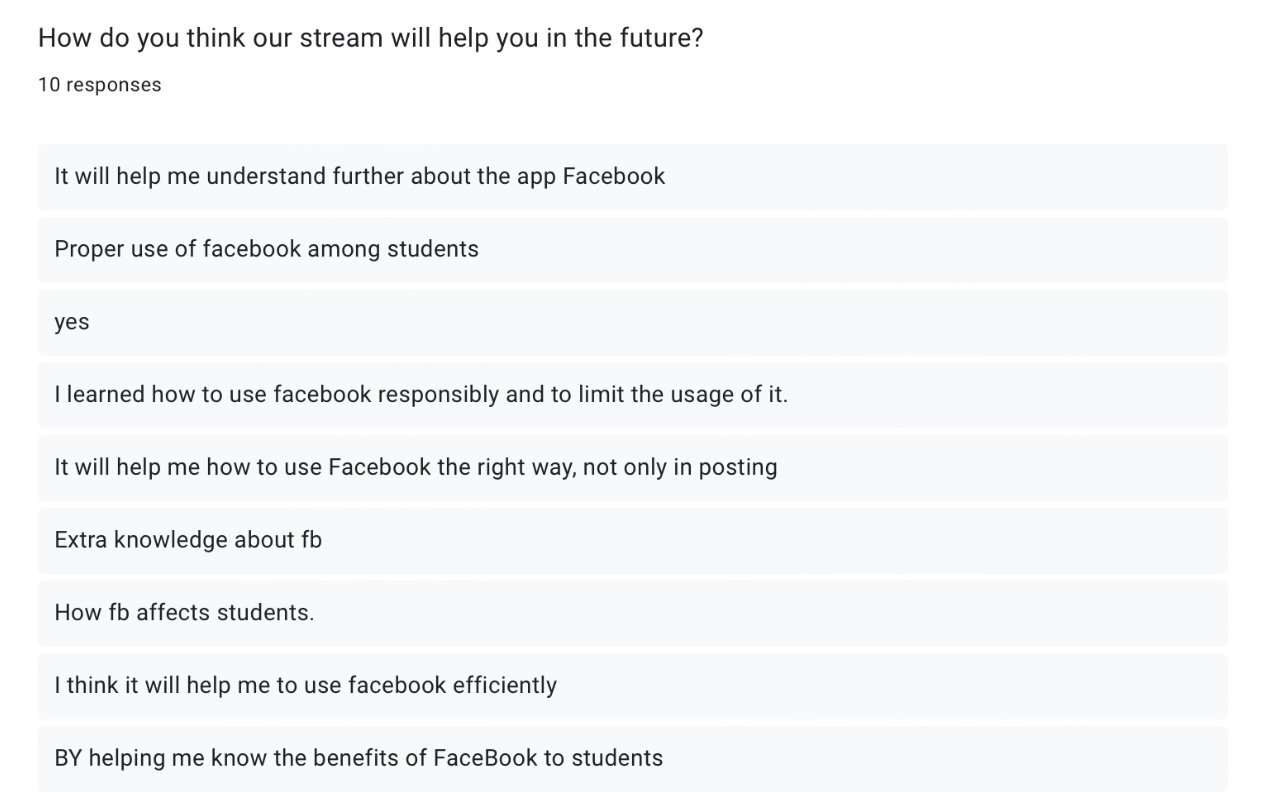 How do you think our stream will help you in the future?
10 responses
It will help me understand further about the app Facebook
Proper use of facebook among students
yes
I learned how to use facebook responsibly and to limit the usage of it.
It will help me how to use Facebook the right way, not only in posting
Extra knowledge about fb
How fb affects students.
I think it will help me to use facebook efficiently
BY helping me know the benefits of FaceBook to students